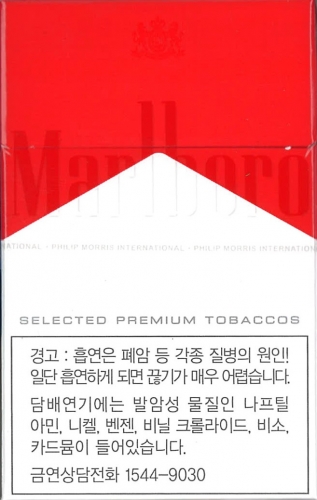 Marlboro
NATIONAL - PHILIP MORRIS INTERNATIONAL - PHILIP MORRIS INTERNATION
SELECTED PREMIUM TOBACCOS
경고 : 흡연은 폐암 등 각종 질병의 원인!
일단 흡연하게 되면 끊기가 매우 어렵습니다.
담배연기에는 발암성 물질인 나프틸
아민, 니켈, 벤젠, 비닐 크롤라이드, 비소,
카드뮴이 들어있습니다.
금연상담전화 1544-9030